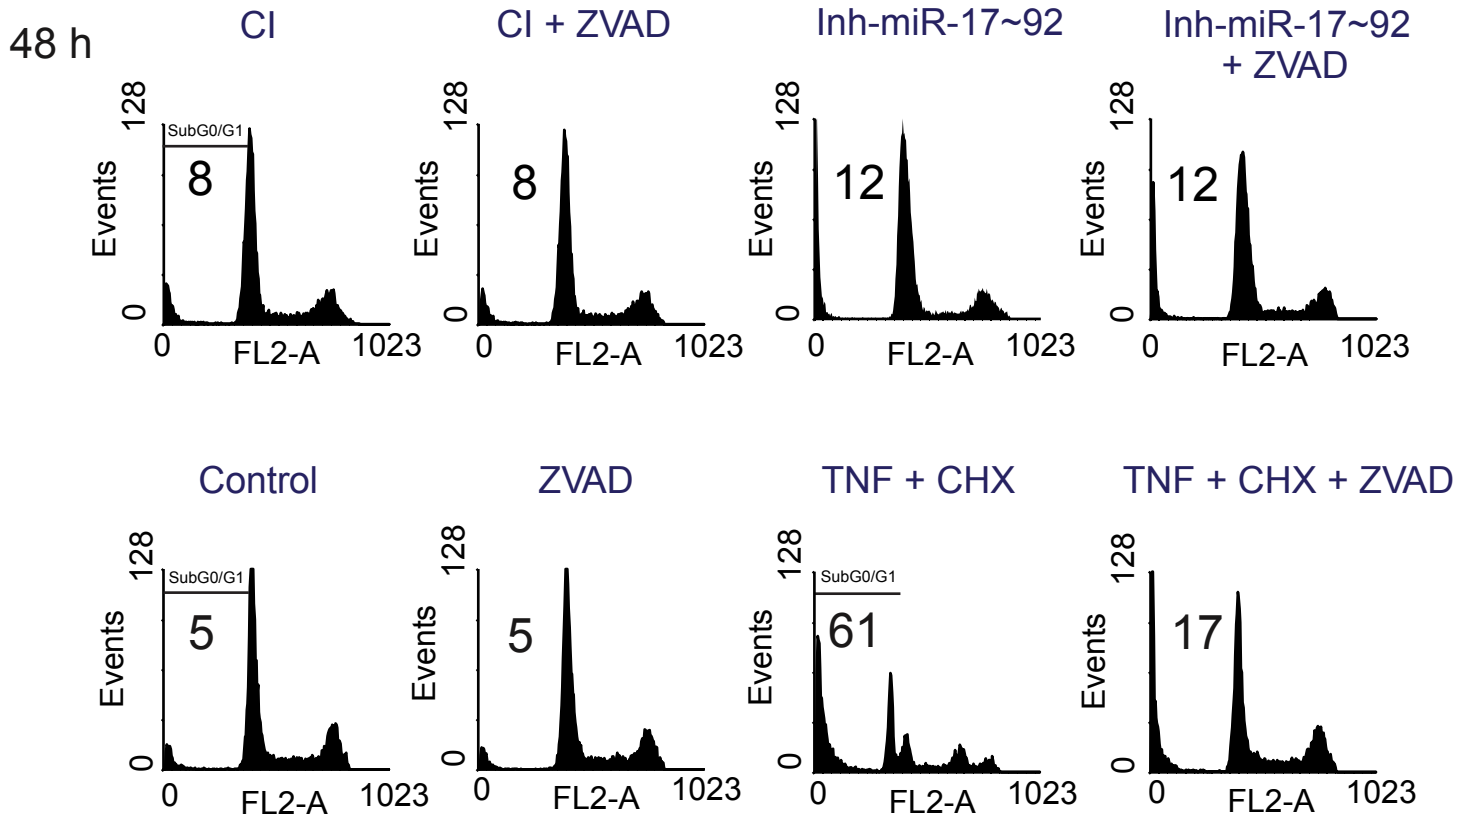 48 h
CI
CI + ZVAD
Inh-miR-17~92
Inh-miR-17~92
+ ZVAD
128
SubG0/G1
8
Events
0
0
FL2-A
1023
128
8
Events
0
0
FL2-A
1023
128
12
Events
0
0
FL2-A
1023
128
12
Events
0
0
FL2-A
1023
Control
ZVAD
TNF + CHX
TNF + CHX + ZVAD
128
SubG0/G1
5
Events
0
0
FL2-A
1023
128
5
Events
0
0
FL2-A
1023
128
SubG0/G1
61
Events
0
0
FL2-A
1023
128
17
Events
0
0
FL2-A
1023